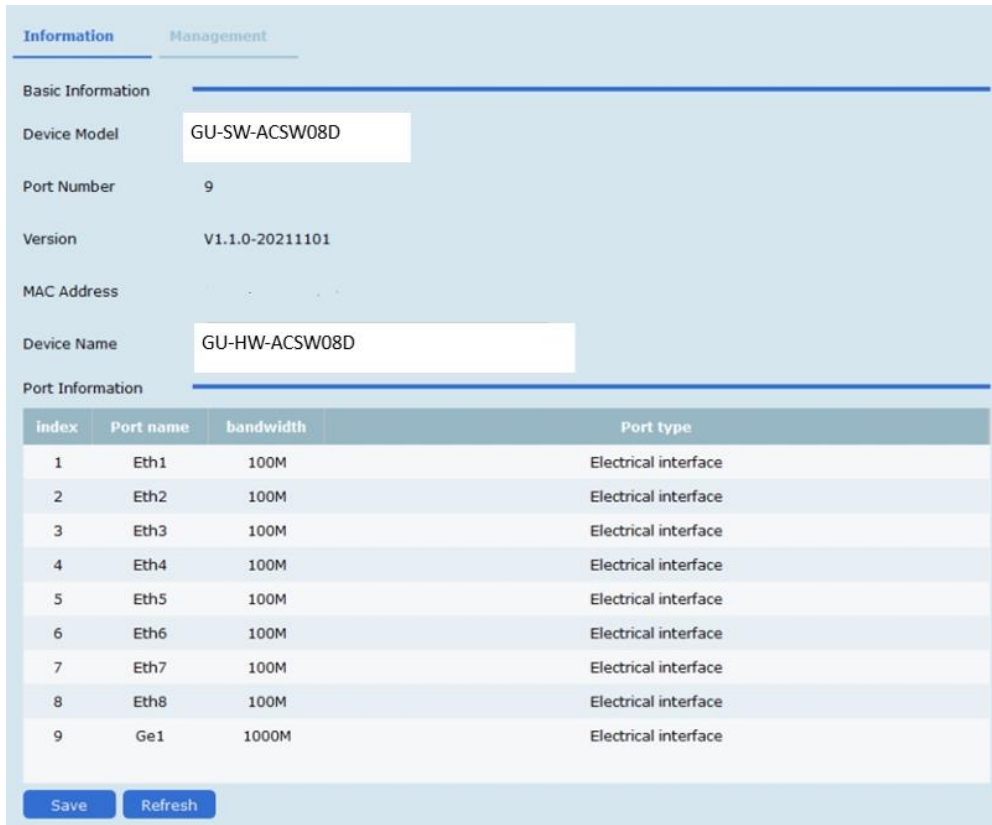 Information Management
Basic Information
Device Model GU-SW-ACSW08D
Port Number 9
Version V1.1.0-20211101
MAC Address
Device Name GU-HW-ACSW08D
Port Information
index Port name bandwidth Port type
1 Eth1 100M Electrical interface
2 Eth2 100M Electrical interface
3 Eth3 100M Electrical interface
4 Eth4 100M Electrical interface
5 Eth5 100M Electrical interface
6 Eth6 100M Electrical interface
7 Eth7 100M Electrical interface
8 Eth8 100M Electrical interface
9 Ge1 1000M Electrical interface
Save Refresh